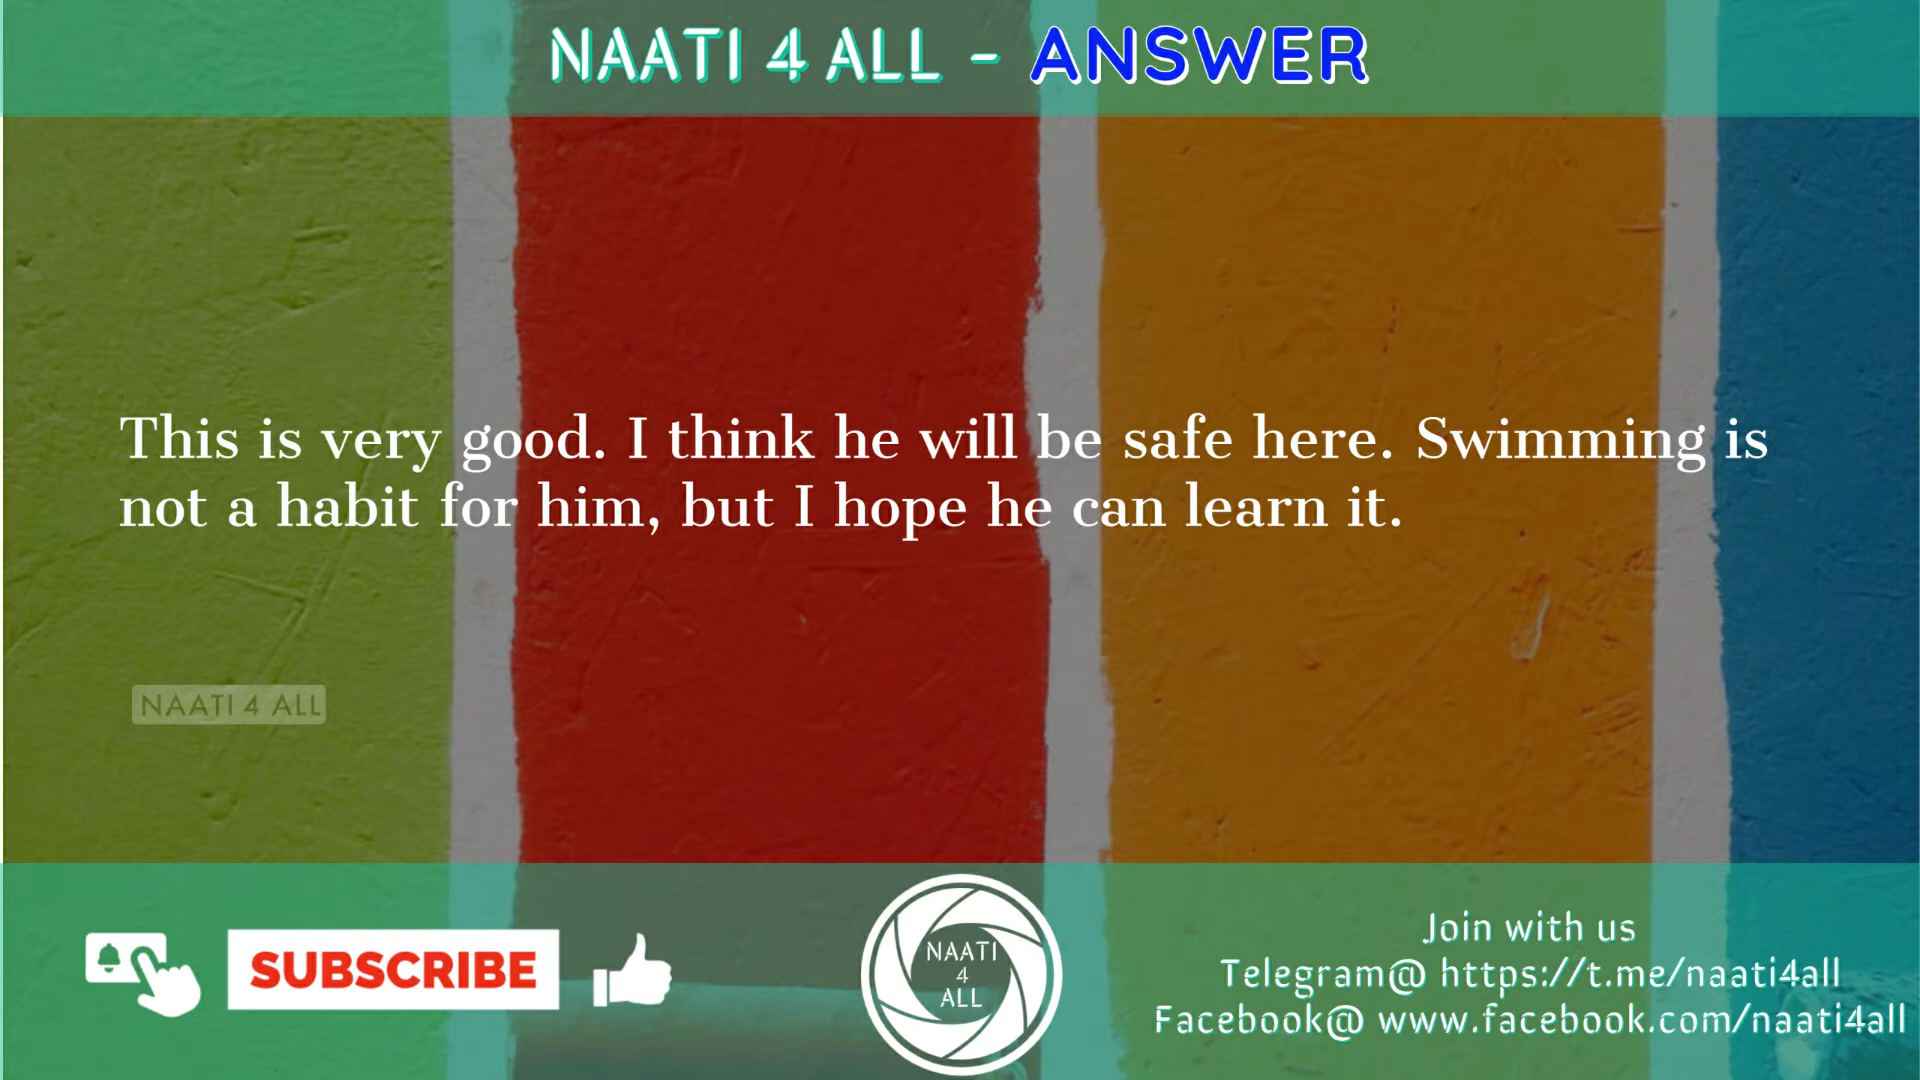 NAATI 4 ALL - ANSWER
This is very good. I think he will be safe here. Swimming is
not a habit for him, but I hope he can learn it.
NAATI 4 ALL
SUBSCRIBE
NAATI
4
ALL
Join with us
Telegram@ https://t.me/naati4all
Facebook@ www.facebook.com/naati4all